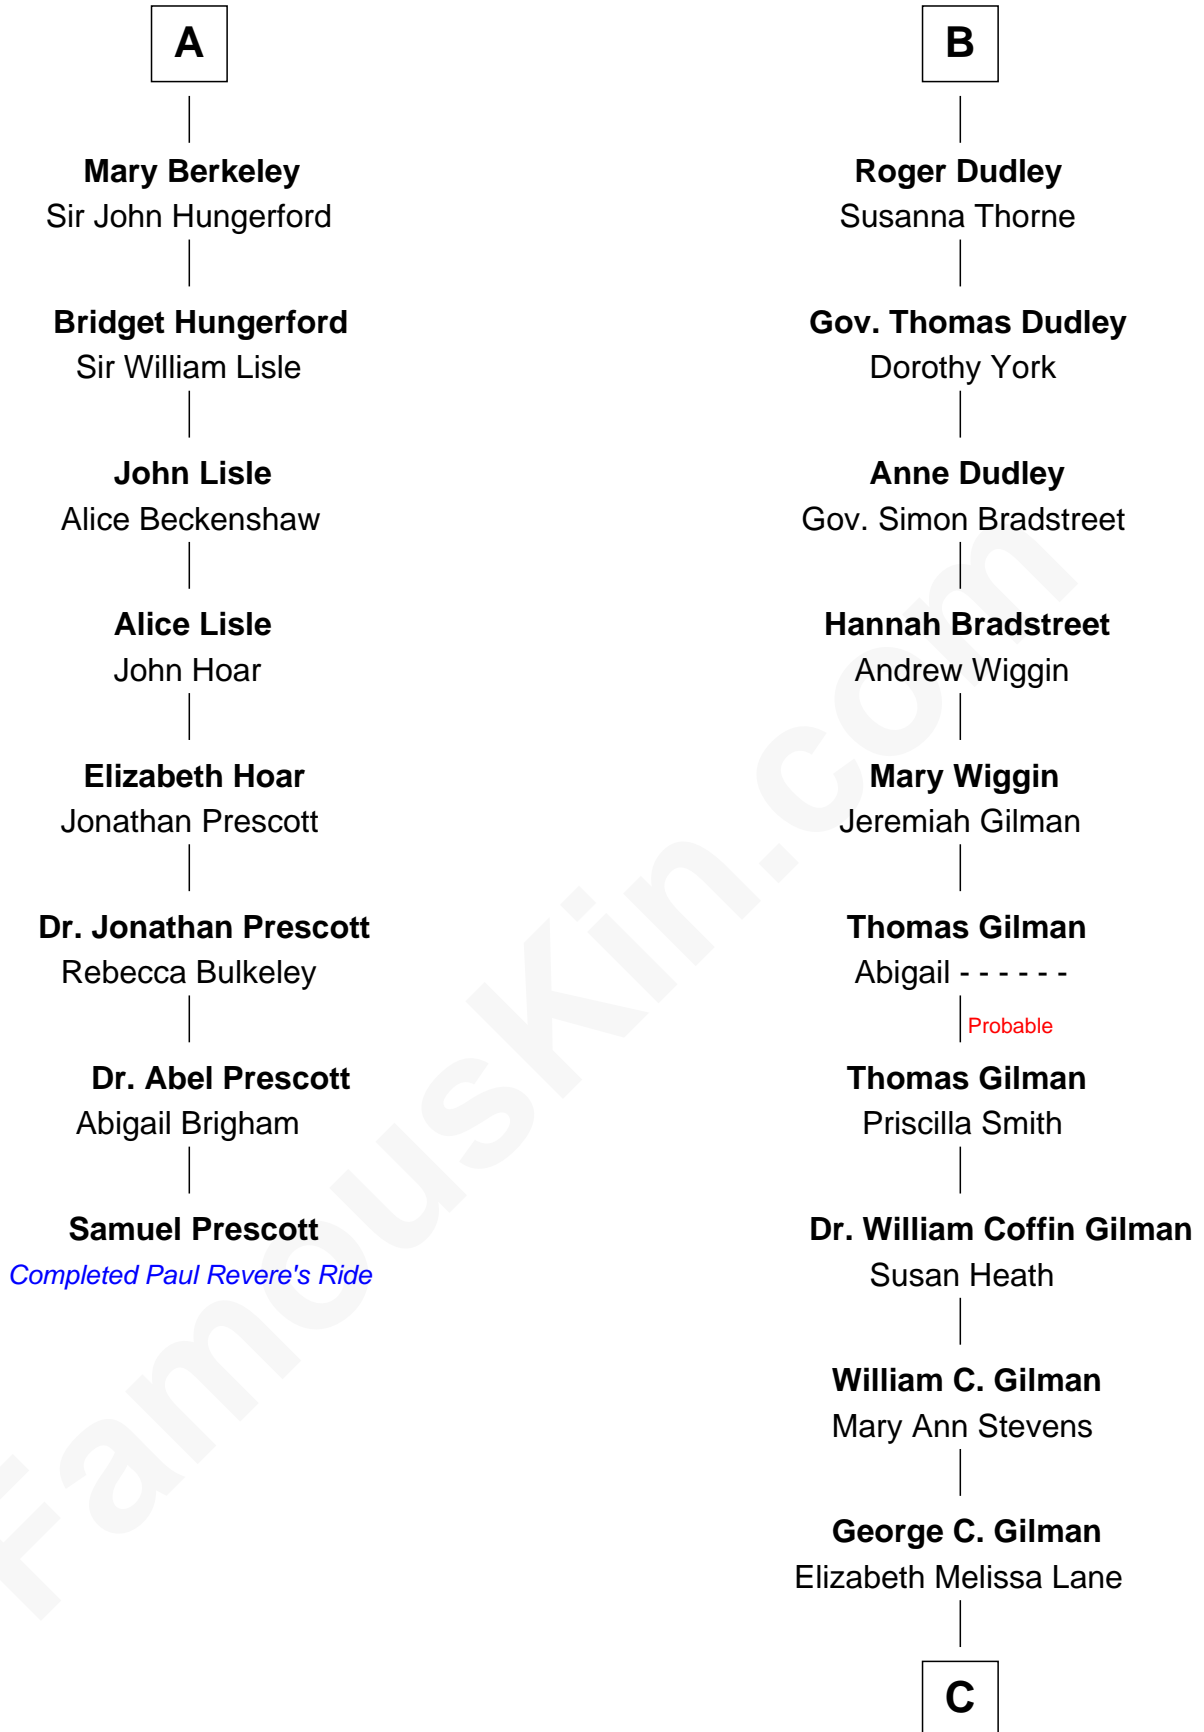 A
Mary Berkeley
Sir John Hungerford
Bridget Hungerford
Sir William Lisle
John Lisle
Alice Beckenshaw
Alice Lisle
John Hoar
Elizabeth Hoar
Jonathan Prescott
Dr. Jonathan Prescott
Rebecca Bulkeley
Dr. Abel Prescott
Abigail Brigham
Samuel Prescott
Completed Paul Revere's Ride
B
Roger Dudley
Susanna Thorne
Gov. Thomas Dudley
Dorothy York
Anne Dudley
Gov. Simon Bradstreet
Hannah Bradstreet
Andrew Wiggin
Mary Wiggin
Jeremiah Gilman
Thomas Gilman
Abigail - - - - - -
Probable
Thomas Gilman
Priscilla Smith
Dr. William Coffin Gilman
Susan Heath
William C. Gilman
Mary Ann Stevens
George C. Gilman
Elizabeth Melissa Lane
C
FamousKin.com